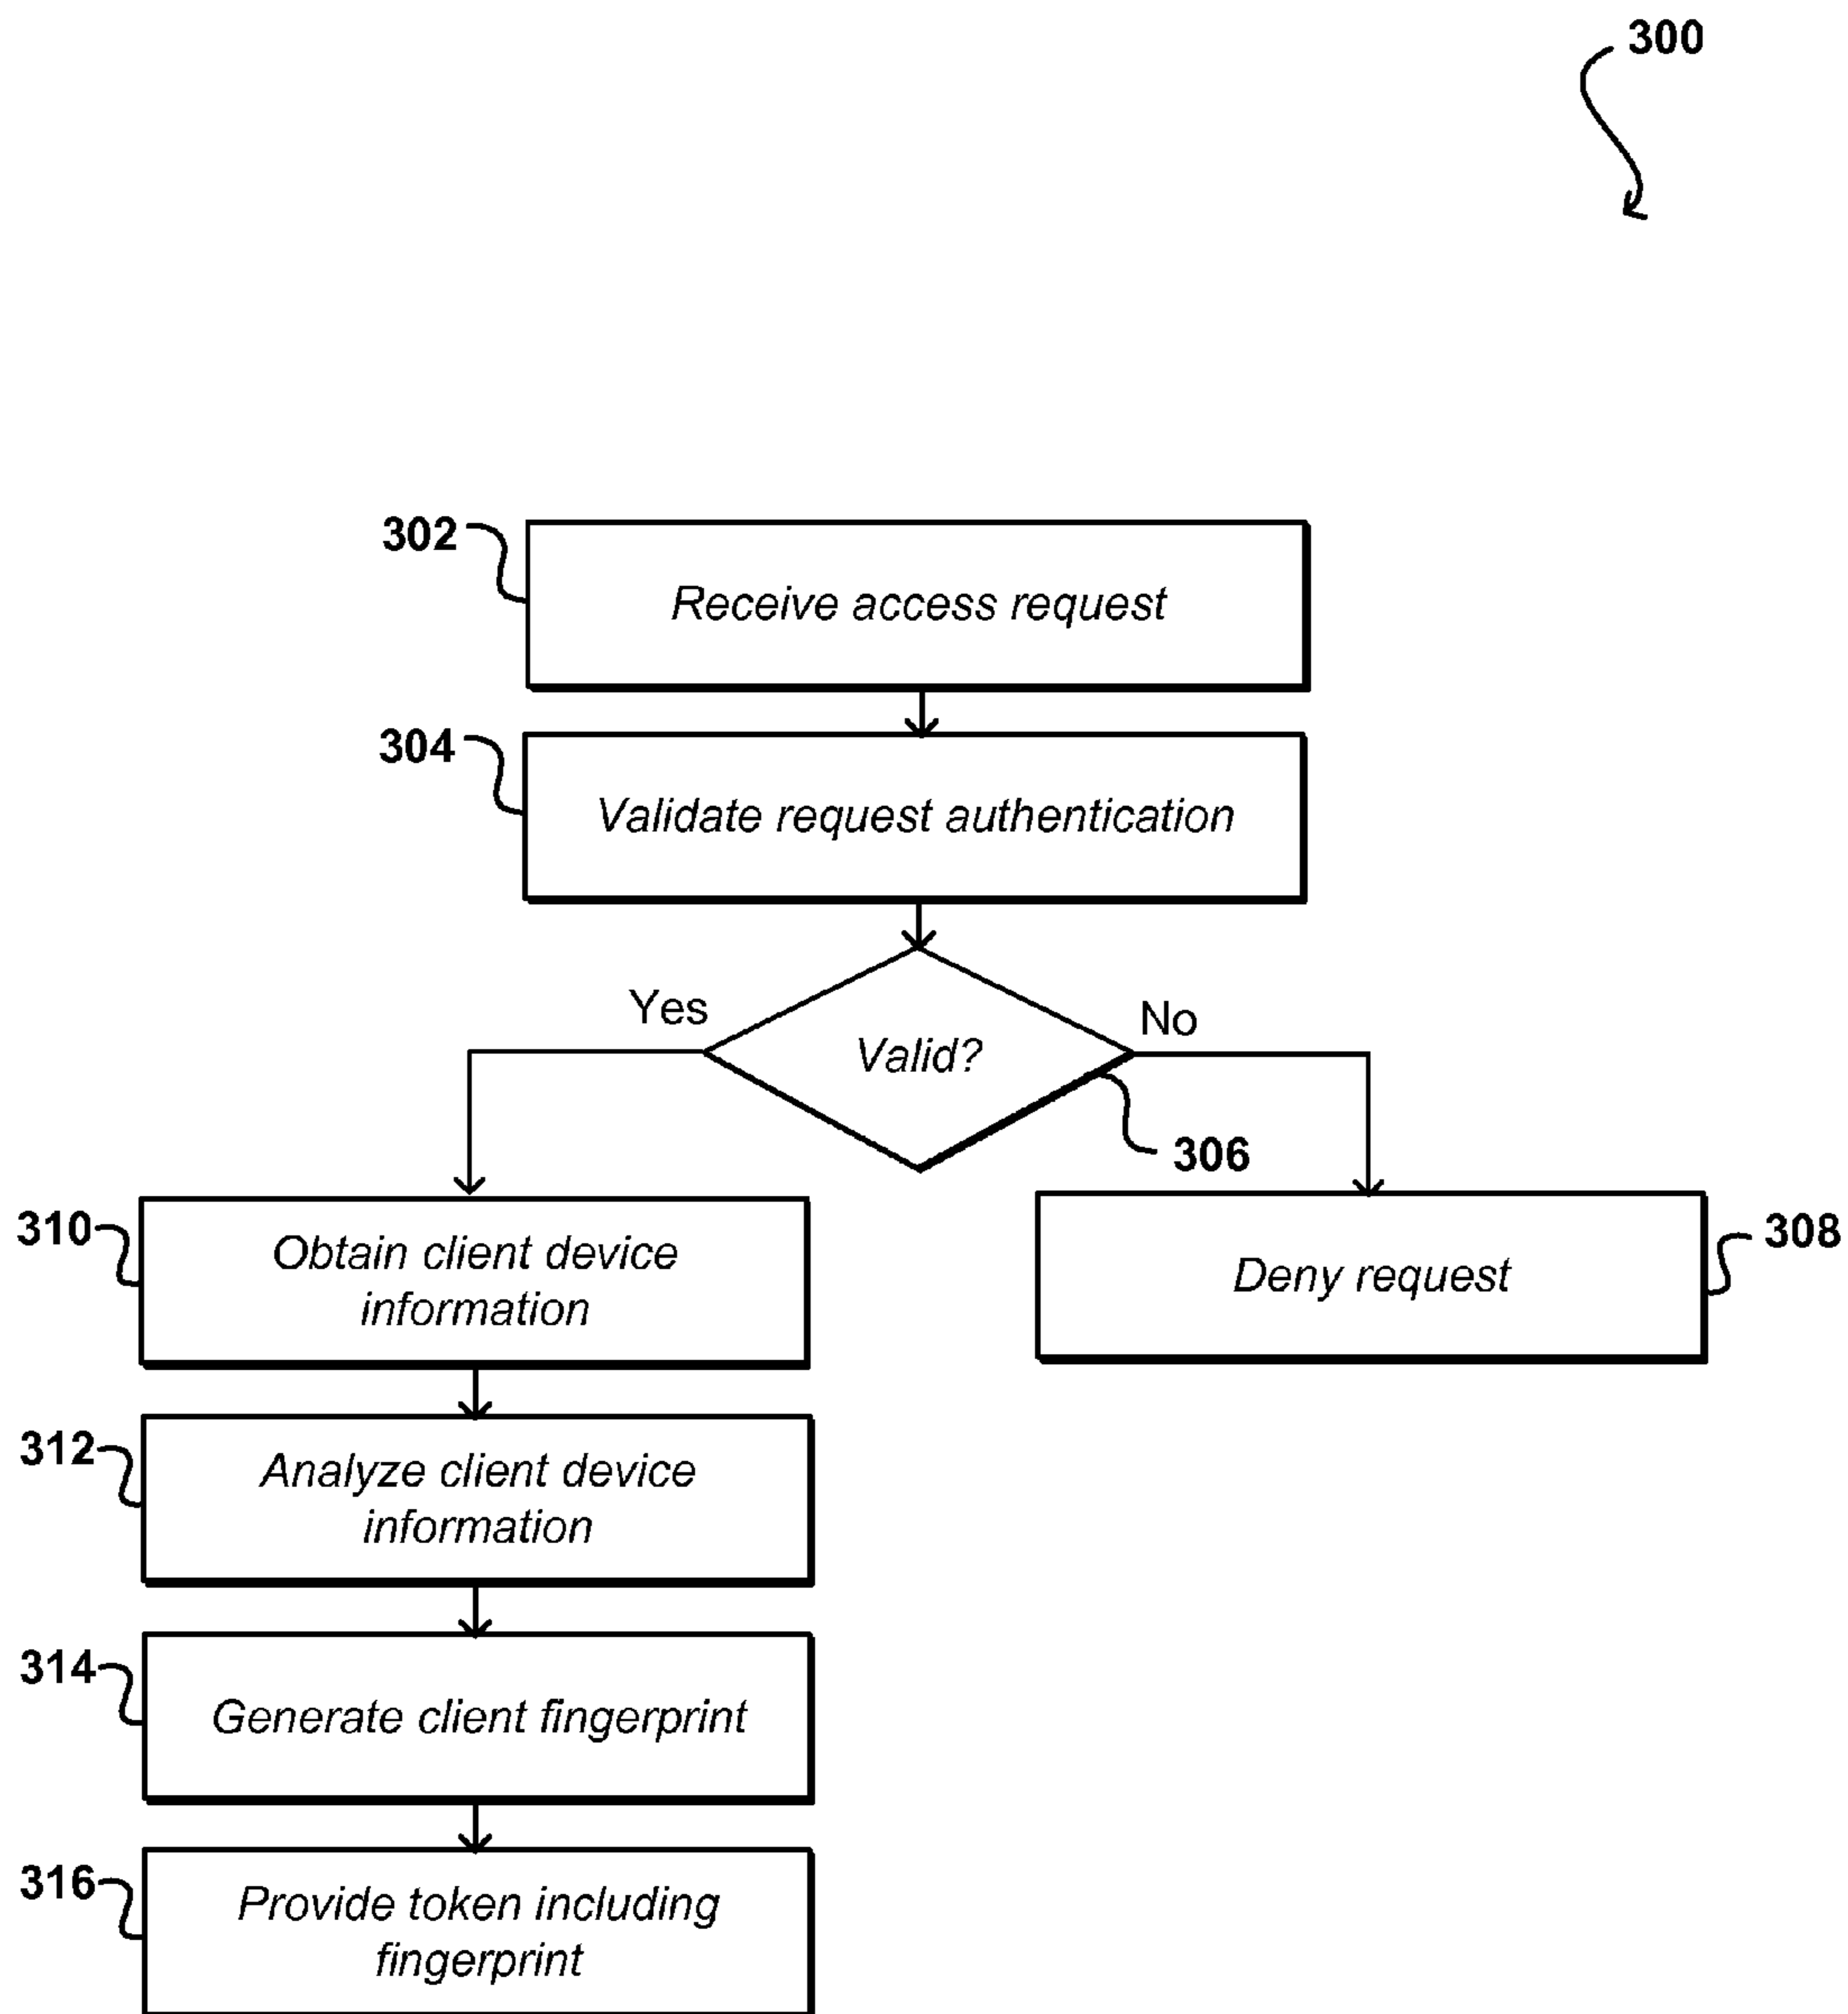 300
302
Receive access request
304
Validate request authentication
Yes
No
Valid?
306
310
Obtain client device
information
308
Deny request
312
Analyze client device
information
314
Generate client fingerprint
316
Provide token including
fingerprint